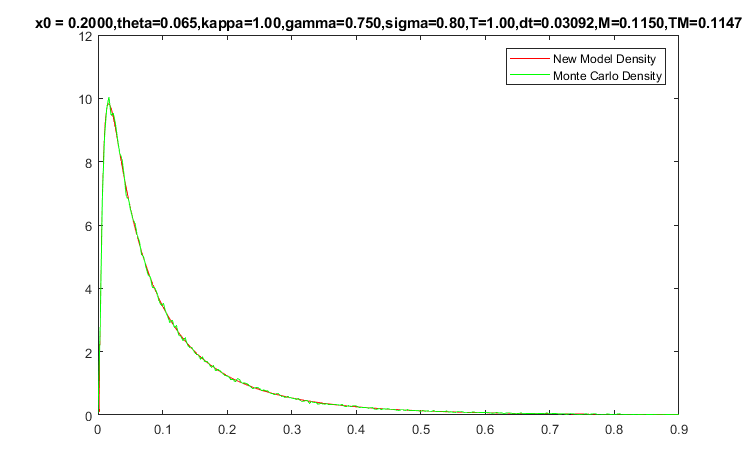 x0 = 0.2000,theta=0.065,kappa=1.00,gamma=0.750,sigma=0.80,T=1.00,dt=0.03092,M=0.1150,TM=0.1147
New Model Density
Monte Carlo Density
12
10
8
6
4
2
0
0 0.1 0.2 0.3 0.4 0.5 0.6 0.7 0.8 0.9